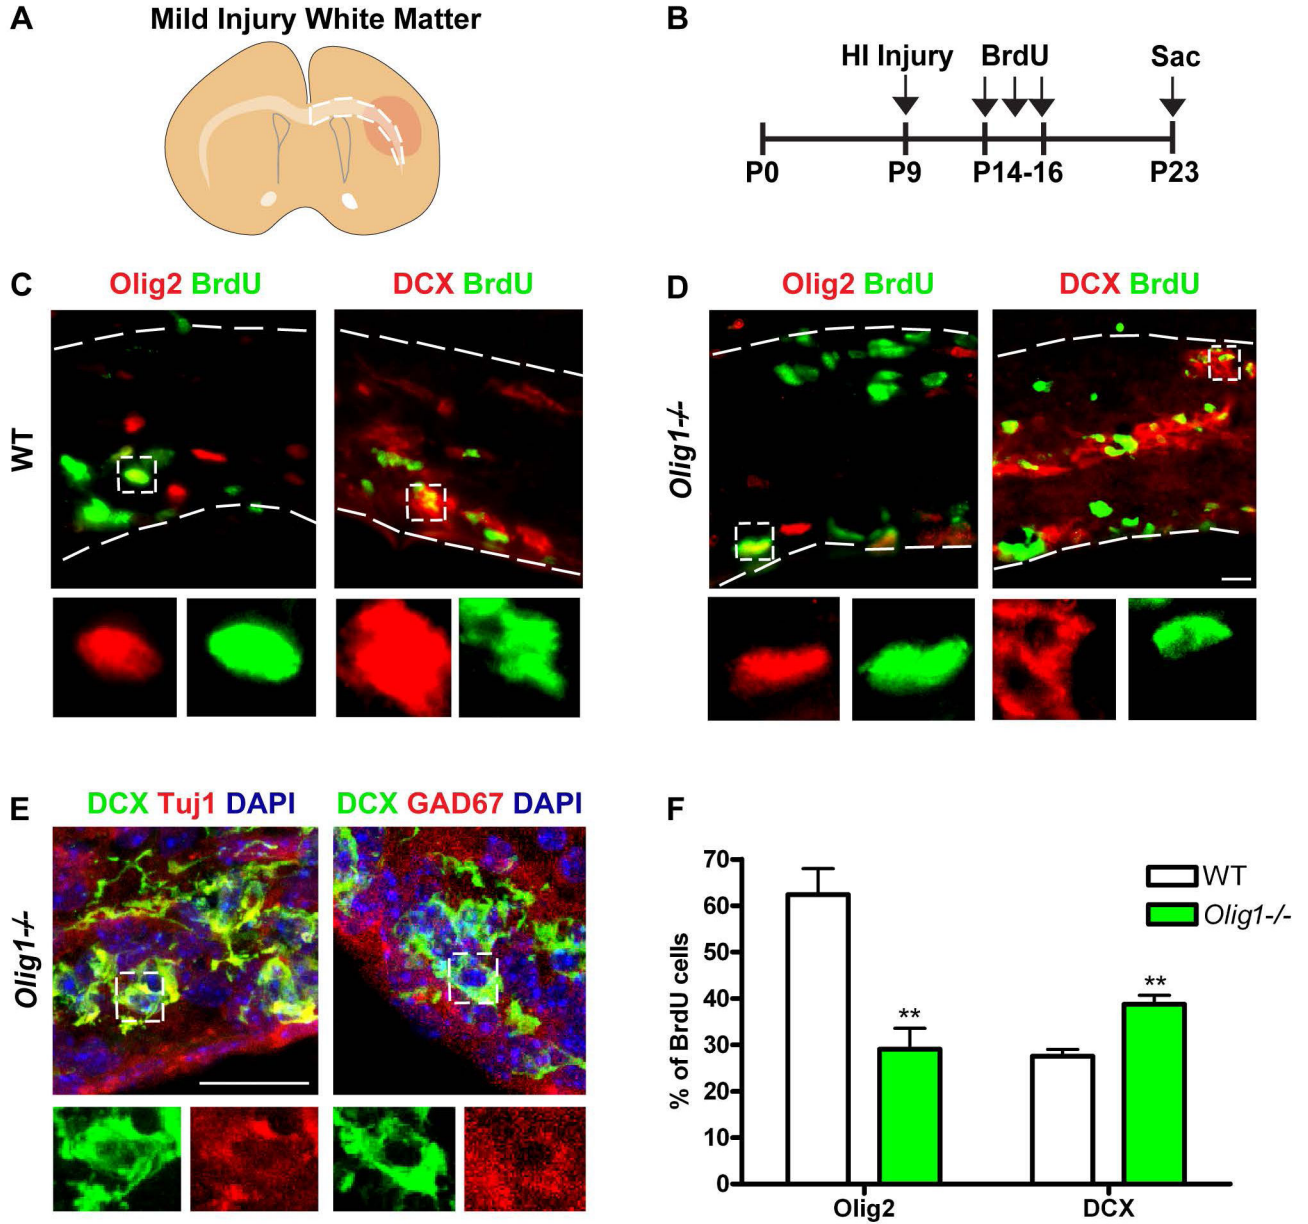 A
Mild Injury White Matter
B
HI Injury BrdU Sac
P0 P9 P14-16 P23
C
Olig2 BrdU DCX BrdU
WT
D
Olig2 BrdU DCX BrdU
Olig1-/-
E
DCX Tuj1 DAPI DCX GAD67 DAPI
Olig1-/-
F
% of BrdU cells
70
60
50
40
30
20
10
0
WT
Olig1-/-
**
**
Olig2 DCX